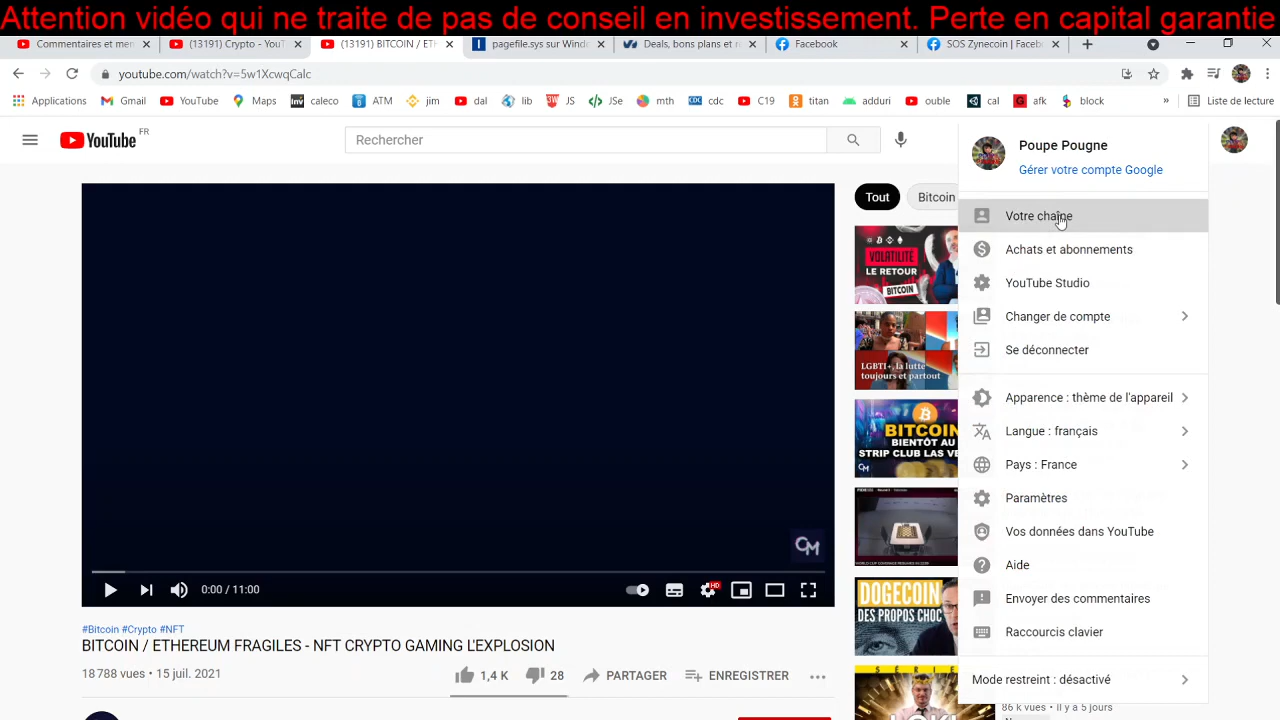 Attention vidéo qui ne traite de pas de conseil en investissement. Perte en capital garantie
Commentaires et men
(13191) Crypto - YouT
(13191) BITCOIN / ETH
pagefile.sys sur Wind
Deals, bons plans et r
Facebook
SOS Zynecoin | Faceb
youtube.com/watch?v=5w1XcwqCalc
Applications
Gmail
YouTube
Maps
caleco
ATM
jim
dal
lib
JS
JSe
mth
cdc
C19
titan
adduri
ouble
cal
afk
block
»
Liste de lecture
YouTube FR
Rechercher
Poupe Pougne
Gérer votre compte Google
Votre chaîne
Achats et abonnements
YouTube Studio
Changer de compte
Se déconnecter
Apparence : thème de l'appareil
Langue : français
Pays : France
Paramètres
Vos données dans YouTube
Aide
Envoyer des commentaires
Raccourcis clavier
Mode restreint : désactivé
Tout
Bitcoin
VOLATILITÉ
LE RETOUR
BITCOIN
LGBTI+, la lutte
toujours et partout
BITCOIN
BIENTÔT AU
STRIP CLUB LAS VE
DOGECOIN
DES PROPOS CHOC
SÉRIE
LOKI
86 k vues • Il y a 5 jours
CM
0:00 / 11:00
HD
#Bitcoin #Crypto #NFT
BITCOIN / ETHEREUM FRAGILES - NFT CRYPTO GAMING L'EXPLOSION
18 788 vues • 15 juil. 2021
1,4 K
28
PARTAGER
ENREGISTRER